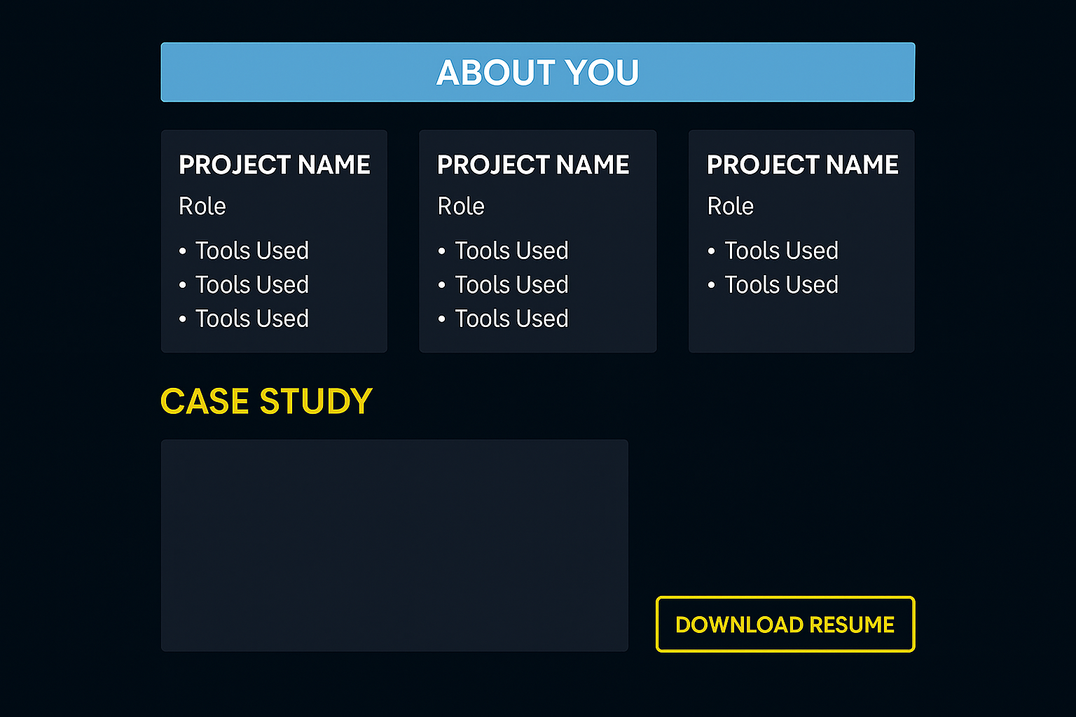 ABOUT YOU
PROJECT NAME
Role
• Tools Used
• Tools Used
• Tools Used
PROJECT NAME
Role
• Tools Used
• Tools Used
• Tools Used
PROJECT NAME
Role
• Tools Used
• Tools Used
CASE STUDY
DOWNLOAD RESUME